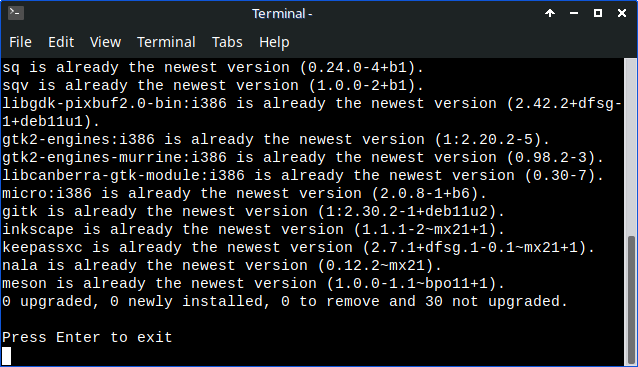 Terminal -
File Edit View Terminal Tabs Help
sq is already the newest version (0.24.0-4+b1).
sqv is already the newest version (1.0.0-2+b1).
libgdk-pixbuf2.0-bin:i386 is already the newest version (2.42.2+dfsg-
1+deb11u1).
gtk2-engines:i386 is already the newest version (1:2.20.2-5).
gtk2-engines-murrine:i386 is already the newest version (0.98.2-3).
libcanberra-gtk-module:i386 is already the newest version (0.30-7).
micro:i386 is already the newest version (2.0.8-1+b6).
gitk is already the newest version (1:2.30.2-1+deb11u2).
inkscape is already the newest version (1.1.1-2~mx21+1).
keepassxc is already the newest version (2.7.1+dfsg.1-0.1~mx21+1).
nala is already the newest version (0.12.2~mx21).
meson is already the newest version (1.0.0-1.1~bpo11+1).
0 upgraded, 0 newly installed, 0 to remove and 30 not upgraded.
Press Enter to exit